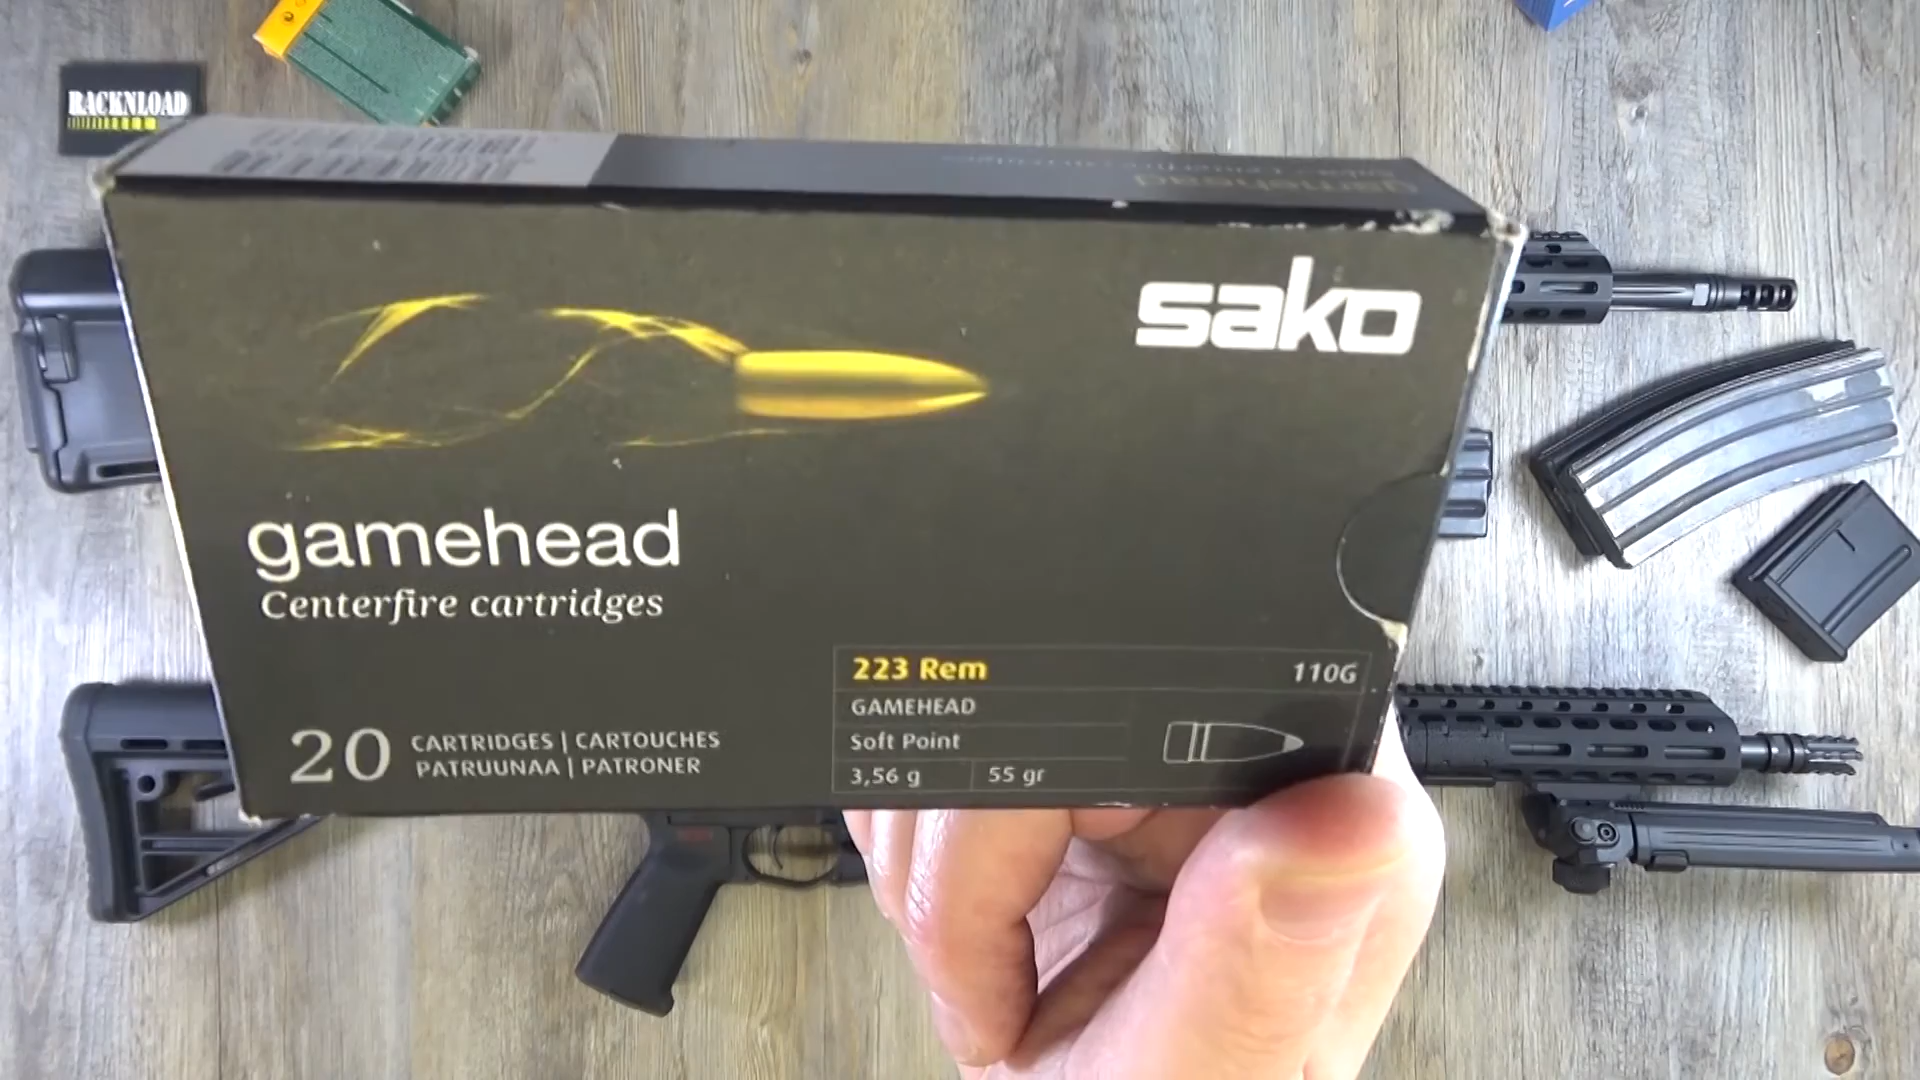 RACKNLOAD
gamehead
sako
gamehead
Centerfire cartridges
223 Rem 110G
GAMEHEAD
Soft Point
3,56 g 55 gr
20 CARTRIDGES | CARTOUCHES
PATRUUNAA | PATRONER